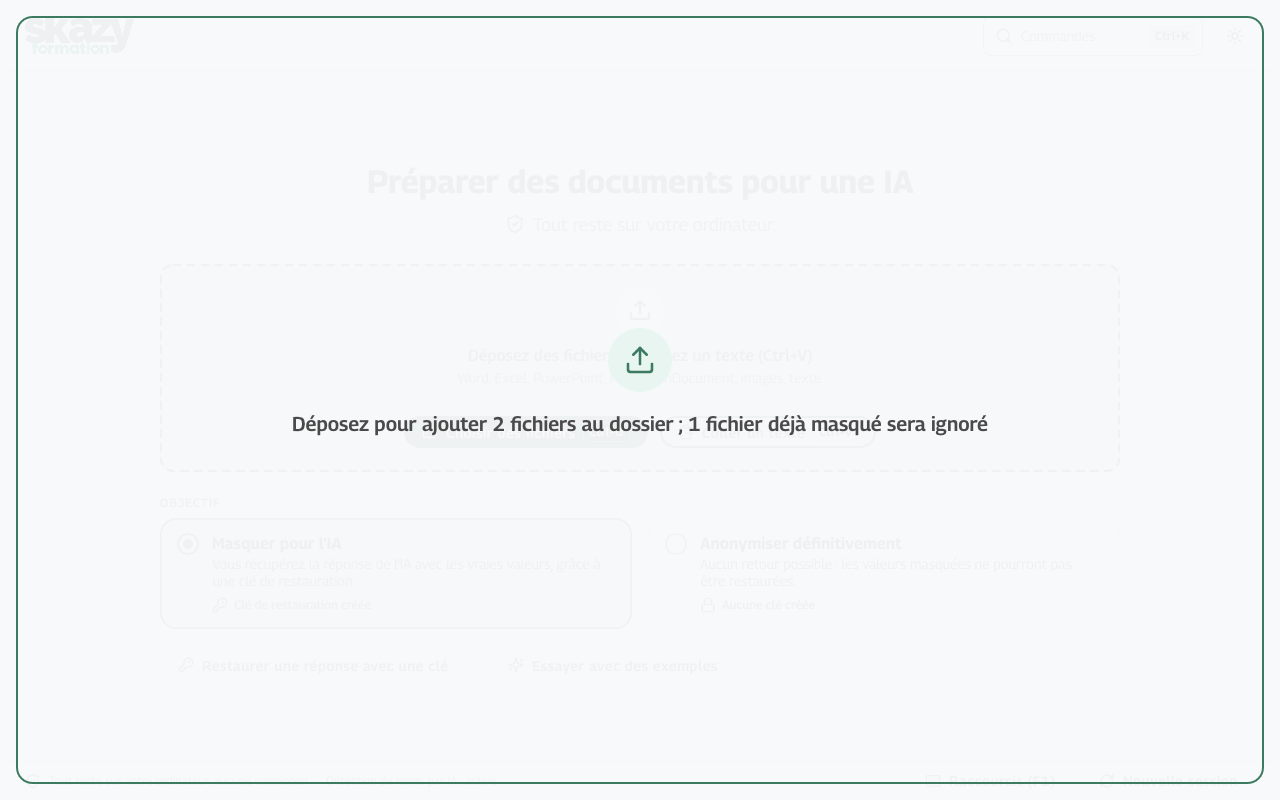 skazy
formation
Commandes
Ctrl+K
Préparer des documents pour une IA
Tout reste sur votre ordinateur
Déposez pour ajouter 2 fichiers au dossier ; 1 fichier déjà masqué sera ignoré
OBJECTIF
Masquer pour l'IA
Vous récupérez la réponse de l'IA avec les vraies valeurs, grâce à
une clé de restauration.
Clé de restauration créée
Anonymiser définitivement
Aucun retour possible : les valeurs masquées ne pourront pas
être restaurées.
Aucune clé créée
Restaurer une réponse avec une clé
Essayer avec des exemples
Raccourcis (F1)
Nouvelle session